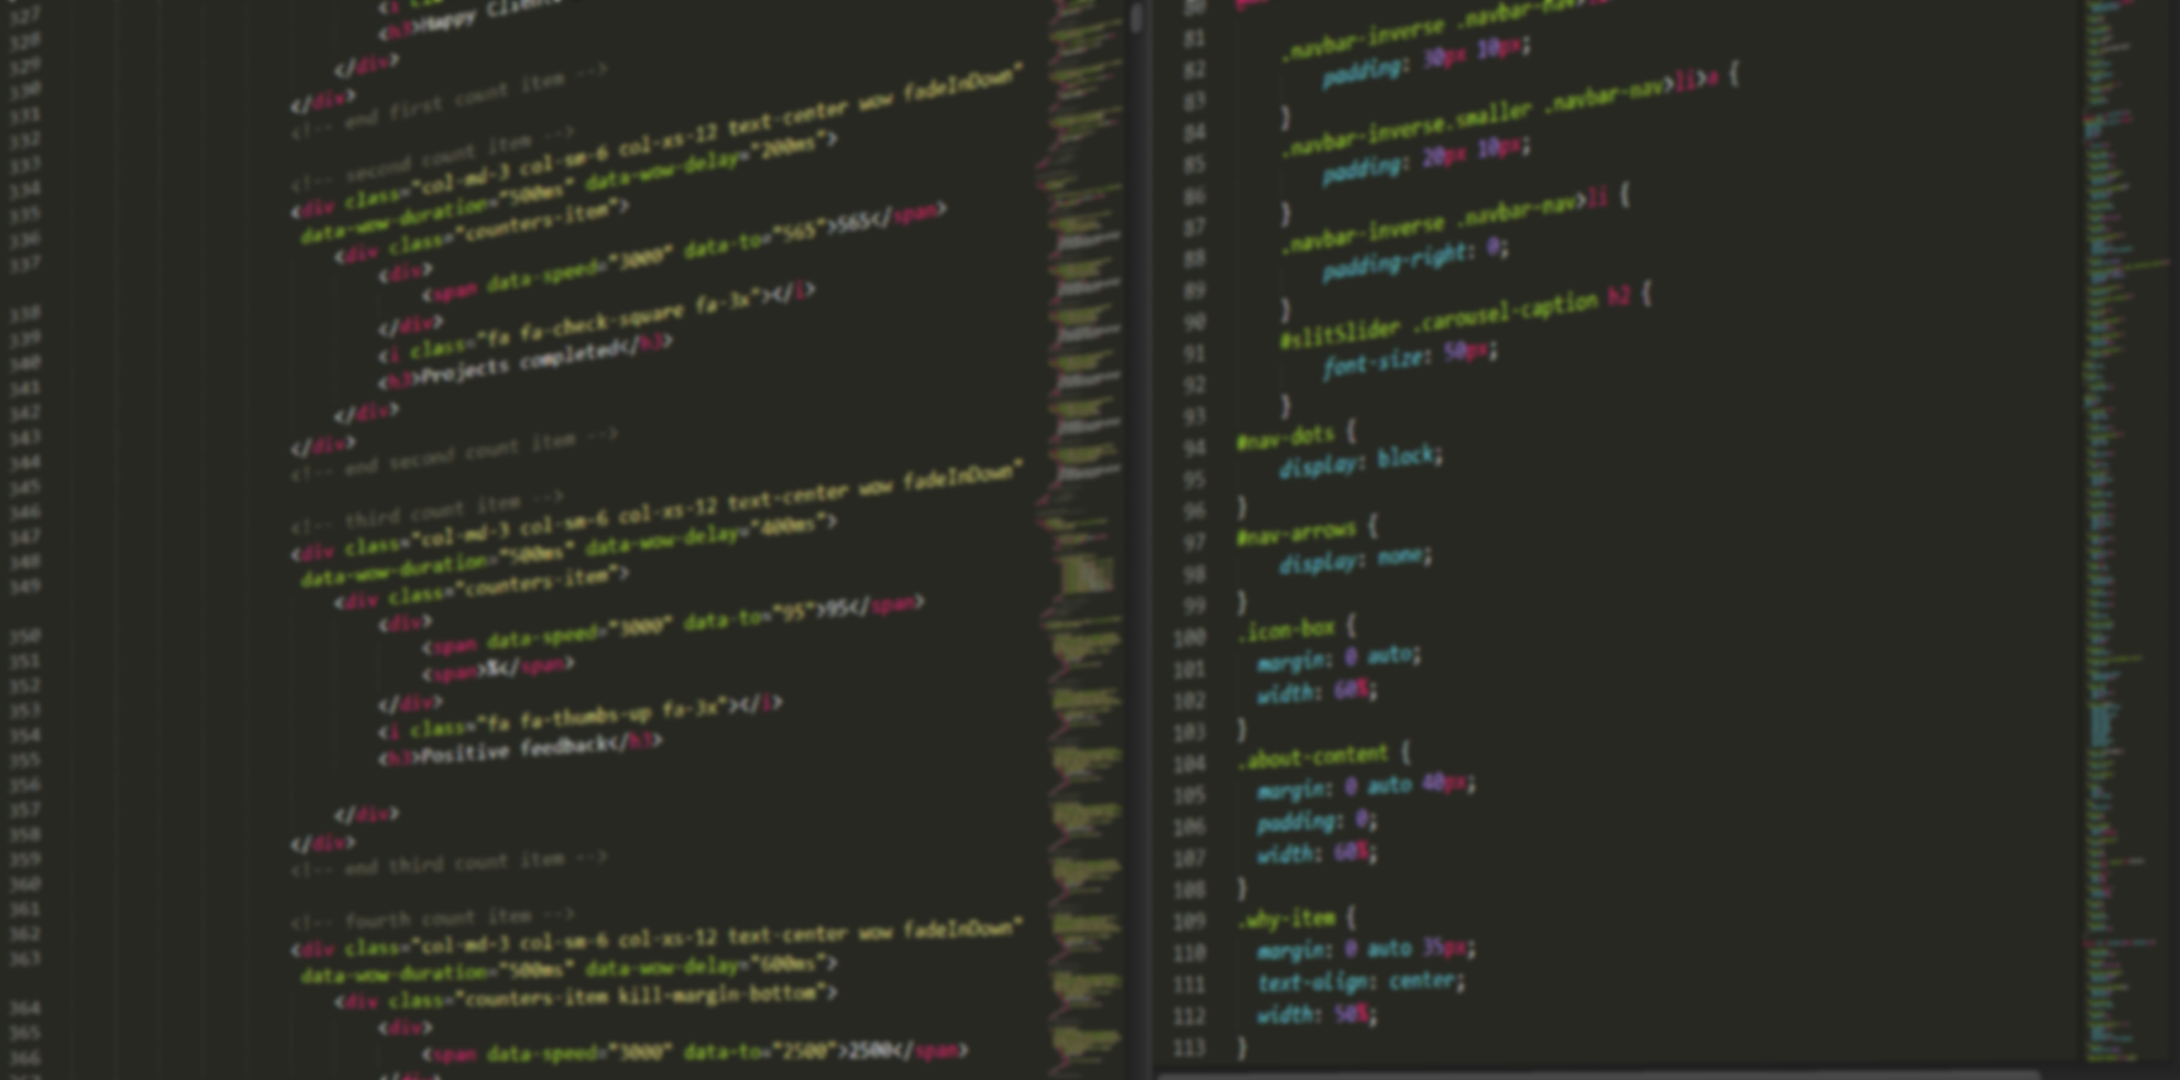 327
328
329
330
331
332
333
334
335
336
337
338
339
340
341
342
343
344
345
346
347
348
349
350
351
352
353
354
355
356
357
358
359
360
361
362
363
364
365
366
<h3>Happy
</div>
</div>
<!-- end first count item -->
<!-- second count item -->
<div class="col-md-3 col-sm-6 col-xs-12 text-center wow fadeInDown"
data-wow-duration="500ms" data-wow-delay="200ms">
<div class="counters-item">
<div>
<span data-speed="3000" data-to="565">565</span>
</div>
<i class="fa fa-check-square fa-3x"></i>
<h3>Projects completed</h3>
</div>
</div>
<!-- end second count item -->
<!-- third count item -->
<div class="col-md-3 col-sm-6 col-xs-12 text-center wow fadeInDown"
data-wow-duration="500ms" data-wow-delay="400ms">
<div class="counters-item">
<div>
<span data-speed="3000" data-to="95">95</span>
<span>%</span>
</div>
<i class="fa fa-thumbs-up fa-3x"></i>
<h3>Positive feedback</h3>
</div>
</div>
<!-- end third count item -->
<!-- fourth count item -->
<div class="col-md-3 col-sm-6 col-xs-12 text-center wow fadeInDown"
data-wow-duration="500ms" data-wow-delay="600ms">
<div class="counters-item kill-margin-bottom">
<div>
<span data-speed="3000" data-to="2500">2500</span>
80
81 .navbar-inverse .navbar-nav>
82 padding: 30px 10px;
83 }
84 .navbar-inverse.smaller .navbar-nav>li>a {
85 padding: 20px 10px;
86 }
87 .navbar-inverse .navbar-nav>li {
88 padding-right: 0;
89 }
90 #slitSlider .carousel-caption h2 {
91 font-size: 50px;
92
93 }
94 #nav-dots {
95 display: block;
96 }
97 #nav-arrows {
98 display: none;
99 }
100 .icon-box {
101 margin: 0 auto;
102 width: 60%;
103 }
104 .about-content {
105 margin: 0 auto 40px;
106 padding: 0;
107 width: 60%;
108 }
109 .why-item {
110 margin: 0 auto 35px;
111 text-align: center;
112 width: 50%;
113 }